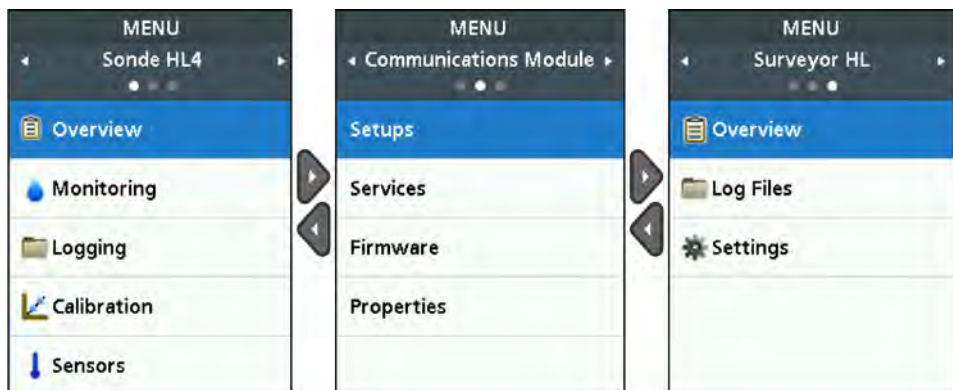 MENU
Sonde HL4
Overview
Monitoring
Logging
Calibration
Sensors
MENU
Communications Module
Setups
Services
Firmware
Properties
MENU
Surveyor HL
Overview
Log Files
Settings